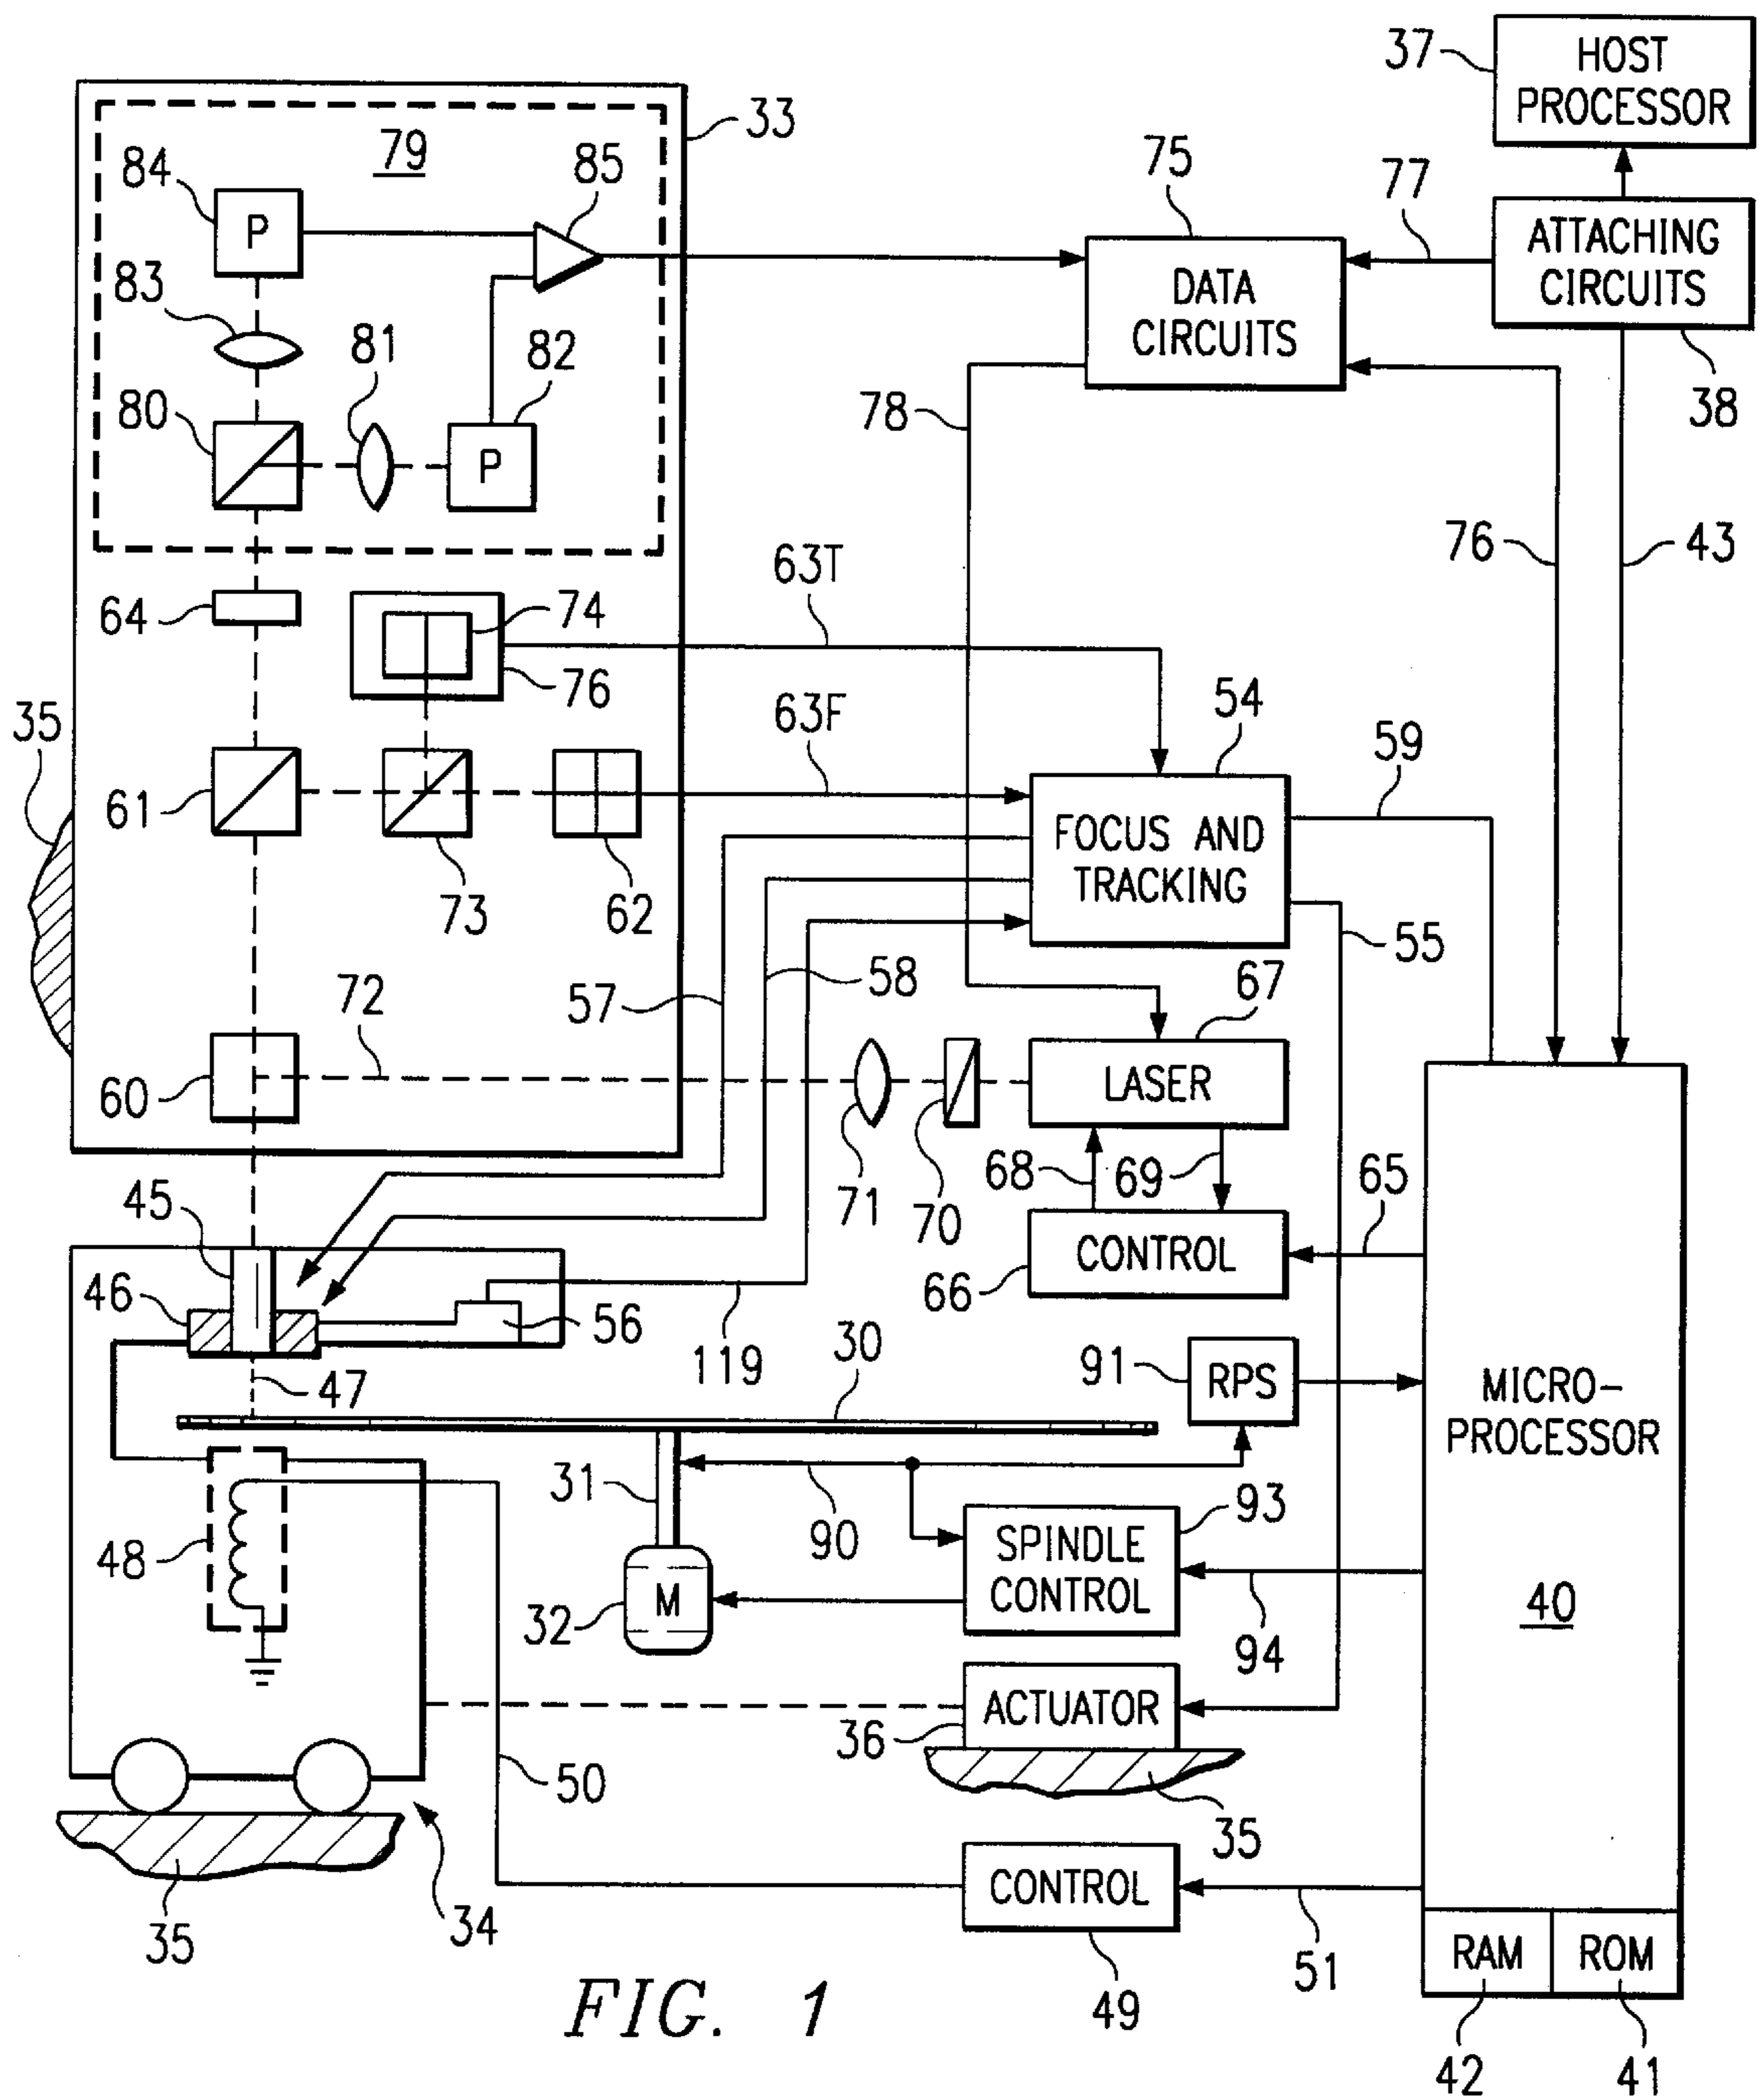 37
HOST
PROCESSOR
33
79
84
85
75
77
P
ATTACHING
CIRCUITS
DATA
CIRCUITS
83
81
82
38
80
78
P
76
43
63T
64
74
76
63F
54
59
35
61
FOCUS AND
TRACKING
73
62
55
58
57
72
67
60
LASER
71
70
68
69
65
45
CONTROL
66
46
56
119
30
91
RPS
47
MICRO-
PROCESSOR
31
90
93
48
SPINDLE
CONTROL
32
M
40
94
ACTUATOR
36
50
35
CONTROL
35
34
51
RAM
ROM
49
FIG. 1
42
41